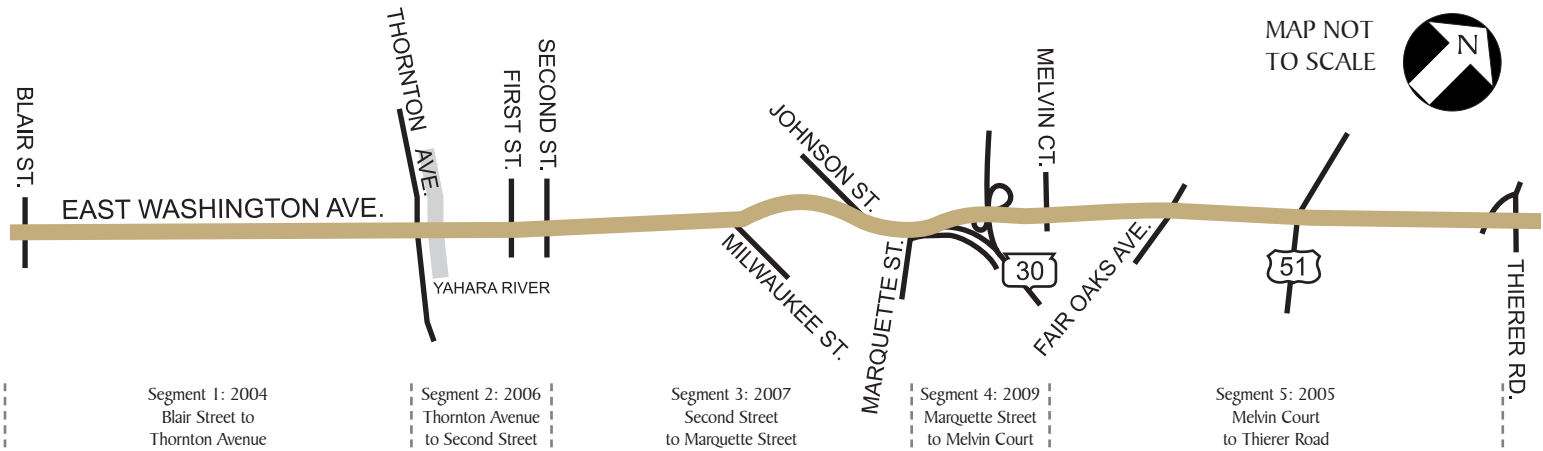 MAP NOT
TO SCALE
N
BLAIR ST.
THORNTON AVE.
FIRST ST.
SECOND ST.
JOHNSON ST.
MELVIN CT.
EAST WASHINGTON AVE.
YAHARA RIVER
MILWAUKEE ST.
MARQUETTE ST.
30
FAIR OAKS AVE.
51
THIERER RD.
Segment 1: 2004
Blair Street to
Thornton Avenue
Segment 2: 2006
Thornton Avenue
to Second Street
Segment 3: 2007
Second Street
to Marquette Street
Segment 4: 2009
Marquette Street
to Melvin Court
Segment 5: 2005
Melvin Court
to Thierer Road